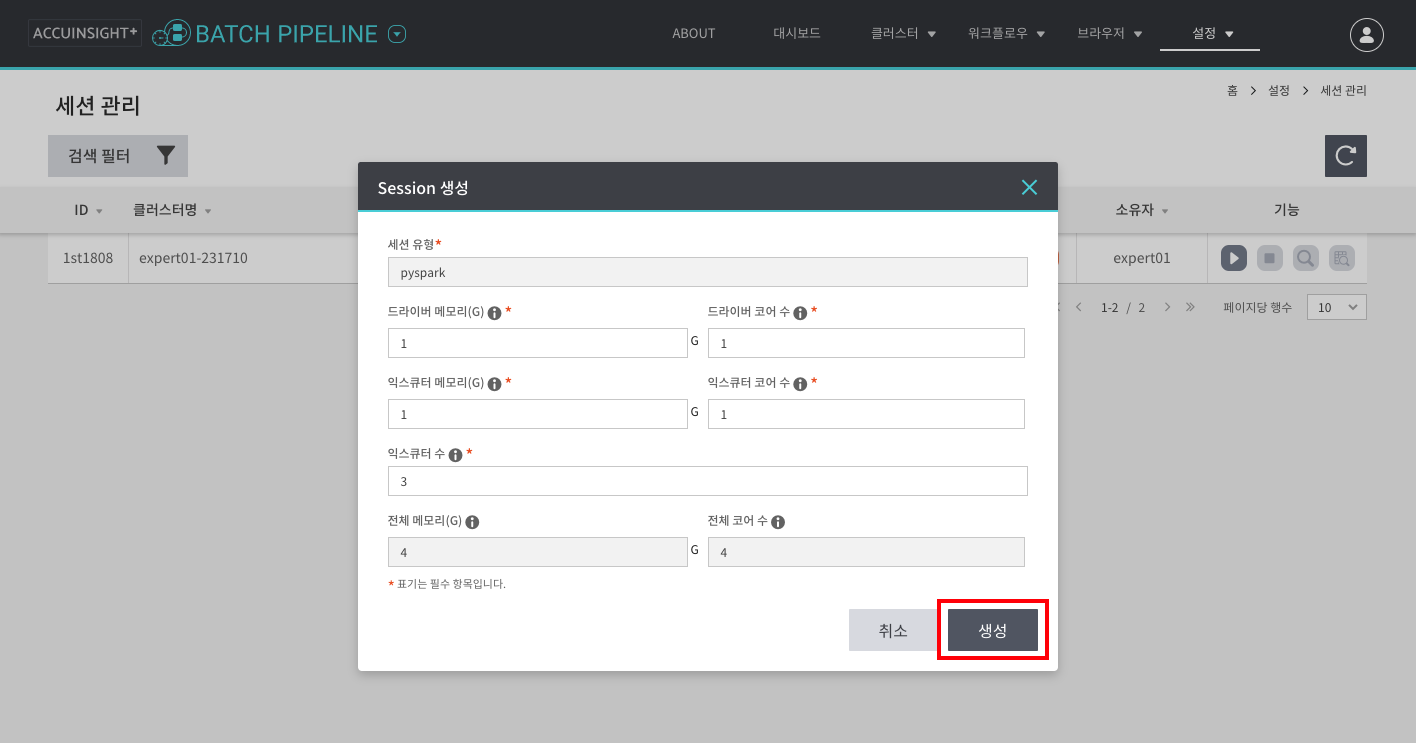 ACCUINSIGHT+ BATCH PIPELINE ABOUT 대시보드 클러스터 워크플로우 브라우저 설정
세션 관리
홈 > 설정 > 세션 관리
검색 필터
ID 클러스터명 소유자 기능
1st1808 expert01-231710 expert01
1-2 / 2 페이지당 행수 10
Session 생성
세션 유형*
pyspark
드라이버 메모리(G) * 드라이버 코어 수 *
1 G 1
익스큐터 메모리(G) * 익스큐터 코어 수 *
1 G 1
익스큐터 수 *
3
전체 메모리(G) 전체 코어 수
4 G 4
* 표기는 필수 항목입니다.
취소 생성